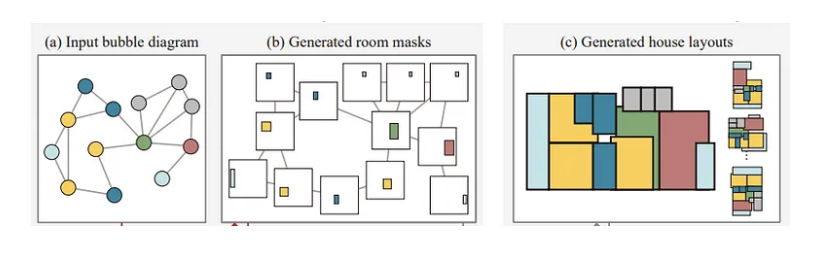 (a) Input bubble diagram
(b) Generated room masks
(c) Generated house layouts